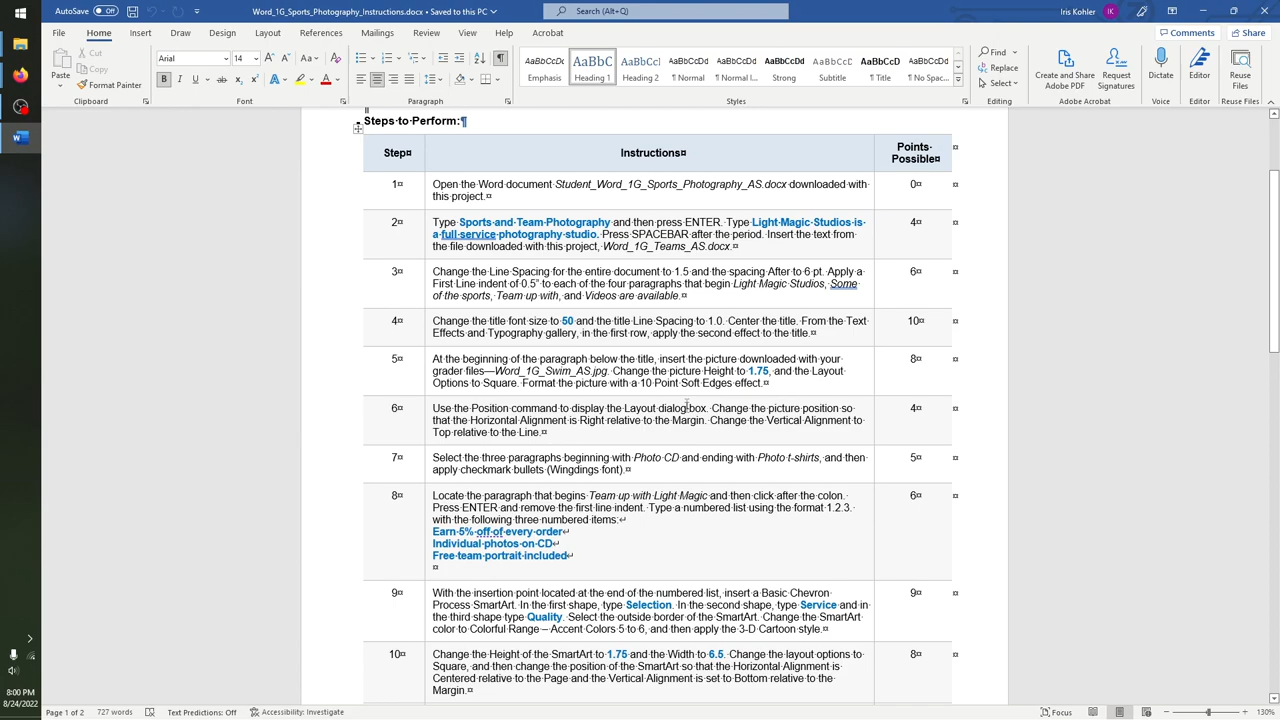 AutoSave Off
Word_1G_Sports_Photography_Instructions.docx • Saved to this PC
Search (Alt+Q)
Iris Kohler
IK
File Home Insert Draw Design Layout References Mailings Review View Help Acrobat
Comments Share
Paste
Cut
Copy
Format Painter
Arial 14
AaBbCcDc AaBbC AaBbCcI AaBbCcDc AaBbCcDc AaBbCcDc AaBbCcDc AaBbCcDc AaBbCcDc
Emphasis Heading 1 Heading 2 ¶ Normal ¶ Normal I... Strong Subtitle ¶ Title ¶ No Spac...
Find
Replace
Select
Create and Share Adobe PDF
Request Signatures
Dictate
Editor
Reuse Files
Clipboard Font Paragraph Styles Editing Adobe Acrobat Voice Editor Reuse Files
Steps·to·Perform:¶
Step¤ Instructions¤ Points· Possible¤ ¤
1¤ Open the Word document Student_Word_1G_Sports_Photography_AS.docx downloaded with· 0¤ ¤
this project.¤
2¤ Type·Sports·and·Team·Photography and then press ENTER. Type Light·Magic·Studios·is· 4¤ ¤
a·full·service·photography·studio. Press SPACEBAR after the period. Insert the text from
the file downloaded with this project, Word_1G_Teams_AS.docx.¤
3¤ Change the Line Spacing for the entire document to 1.5 and the spacing After to 6 pt. Apply a· 6¤ ¤
First Line indent of 0.5” to each of the four paragraphs that begin Light Magic Studios, Some
of the sports, Team up with, and Videos are available.¤
4¤ Change the title font size to 50 and the title Line Spacing to 1.0. Center the title. From the Text· 10¤ ¤
Effects and Typography gallery, in the first row, apply the second effect to the title.¤
5¤ At the beginning of the paragraph below the title, insert the picture downloaded with your 8¤ ¤
grader files—Word_1G_Swim_AS.jpg. Change the picture Height to 1.75, and the Layout
Options to Square. Format the picture with a 10 Point Soft Edges effect.¤
6¤ Use the Position command to display the Layout dialog box. Change the picture position so 4¤ ¤
that the Horizontal Alignment is Right relative to the Margin. Change the Vertical Alignment to
Top relative to the Line.¤
7¤ Select the three paragraphs beginning with Photo CD and ending with Photo t-shirts, and then 5¤ ¤
apply checkmark bullets (Wingdings font).¤
8¤ Locate the paragraph that begins Team up with Light Magic and then click after the colon. 6¤ ¤
Press ENTER and remove the first line indent. Type a numbered list using the format 1.2.3.
with the following three numbered items:↵
Earn·5%·off·of·every·order↵
Individual·photos·on·CD↵
Free·team·portrait·included↵
¤
9¤ With the insertion point located at the end of the numbered list, insert a Basic Chevron 9¤ ¤
Process SmartArt. In the first shape, type Selection. In the second shape, type Service and in
the third shape type Quality. Select the outside border of the SmartArt. Change the SmartArt
color to Colorful Range – Accent Colors 5 to 6, and then apply the 3-D Cartoon style.¤
10¤ Change the Height of the SmartArt to 1.75 and the Width to 6.5. Change the layout options to 8¤ ¤
Square, and then change the position of the SmartArt so that the Horizontal Alignment is
Centered relative to the Page and the Vertical Alignment is set to Bottom relative to the
Margin.¤
8:00 PM
8/24/2022
Page 1 of 2 727 words Text Predictions: Off Accessibility: Investigate Focus 130%